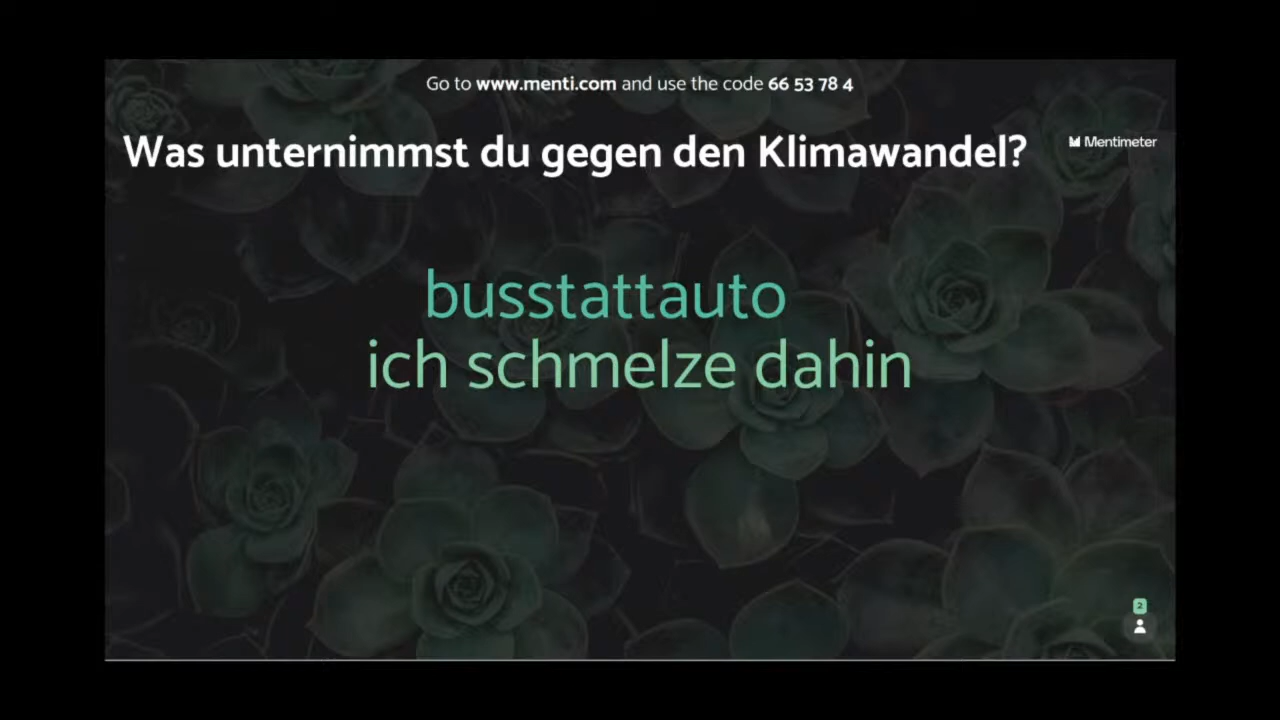 Go to www.menti.com and use the code 66 53 78 4
Was unternimmst du gegen den Klimawandel?
Mentimeter
busstattauto
ich schmelze dahin
2